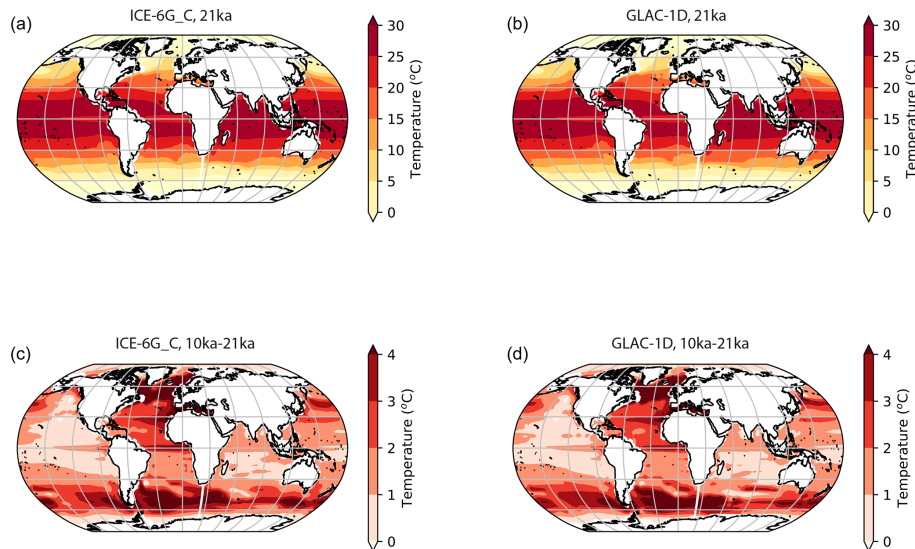 (a)
ICE-6G_C, 21ka
30
25
20
15
10
5
0
Temperature (°C)
(b)
GLAC-1D, 21ka
30
25
20
15
10
5
0
Temperature (°C)
(c)
ICE-6G_C, 10ka-21ka
4
3
2
1
0
Temperature (°C)
(d)
GLAC-1D, 10ka-21ka
4
3
2
1
0
Temperature (°C)